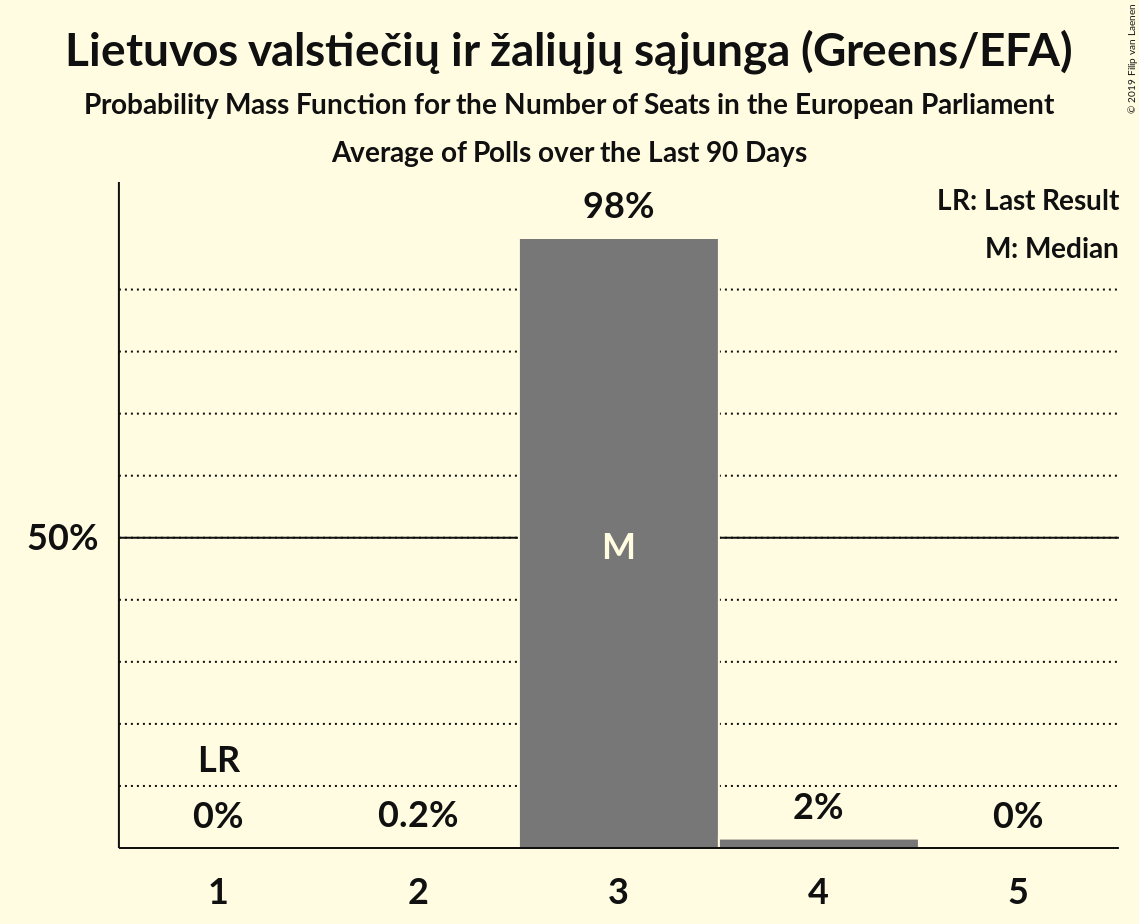 Lietuvos valstiečių ir žaliųjų sąjunga (Greens/EFA)
Probability Mass Function for the Number of Seats in the European Parliament
Average of Polls over the Last 90 Days
© 2019 Filip van Laenen
LR: Last Result
M: Median
98%
50%
M
LR
0%
0.2%
2%
0%
1
2
3
4
5